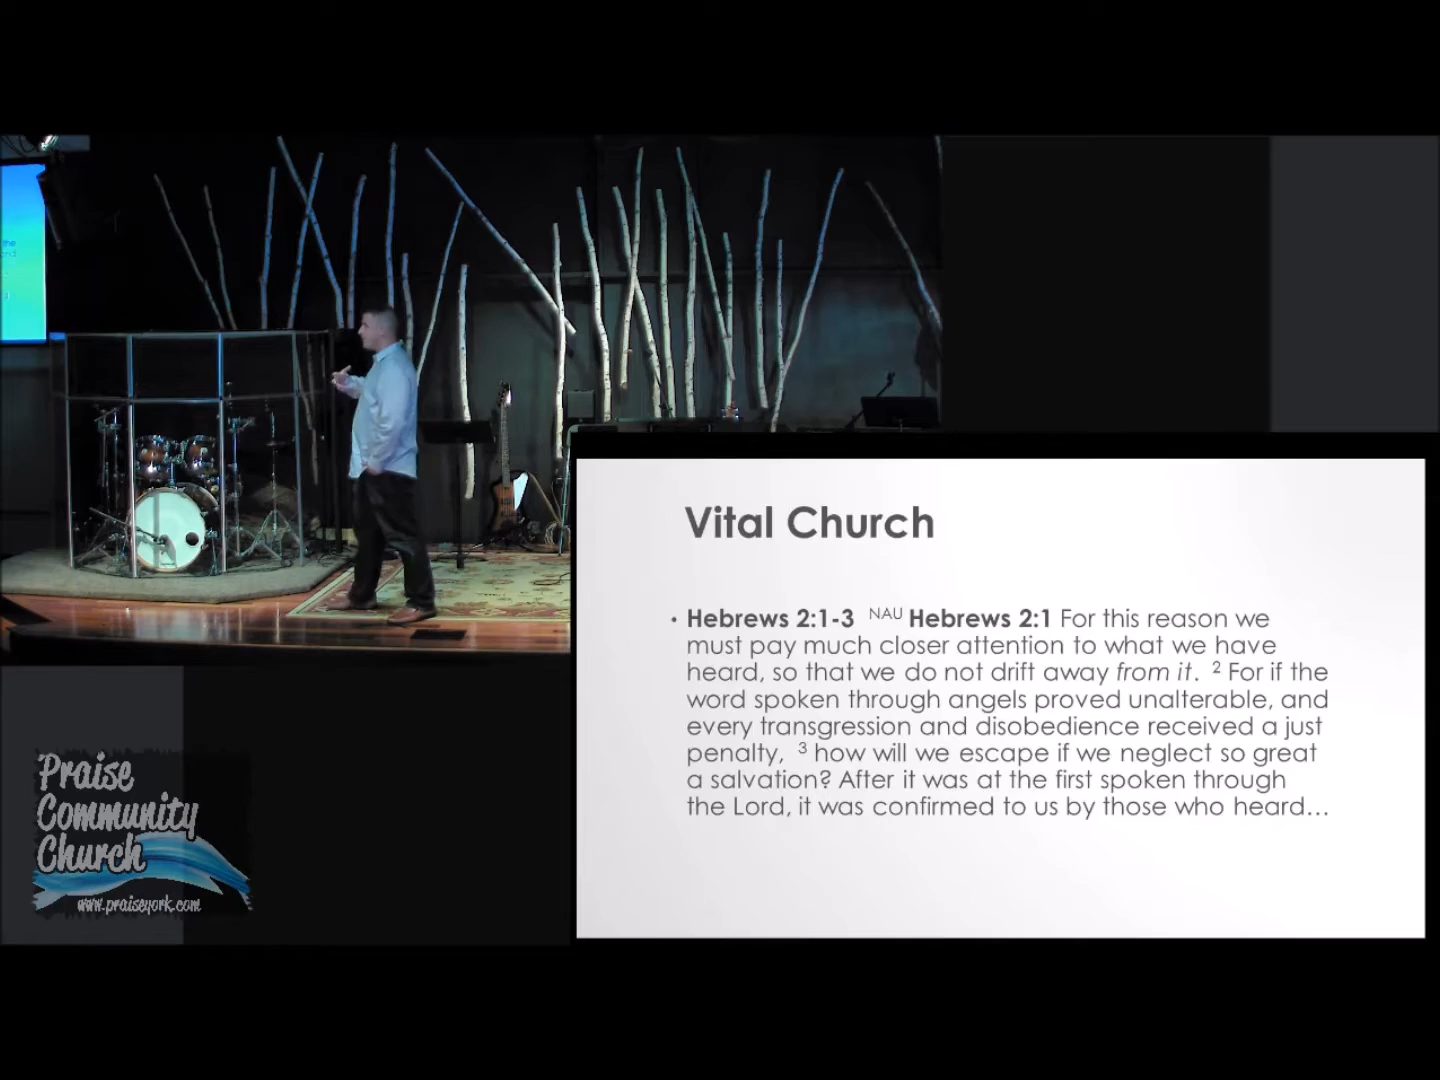 the
Vital Church
• Hebrews 2:1-3 NAU Hebrews 2:1 For this reason we
must pay much closer attention to what we have
heard, so that we do not drift away from it. 2 For if the
word spoken through angels proved unalterable, and
every transgression and disobedience received a just
penalty, 3 how will we escape if we neglect so great
a salvation? After it was at the first spoken through
the Lord, it was confirmed to us by those who heard…
Praise
Community
Church
www.praiseyork.com